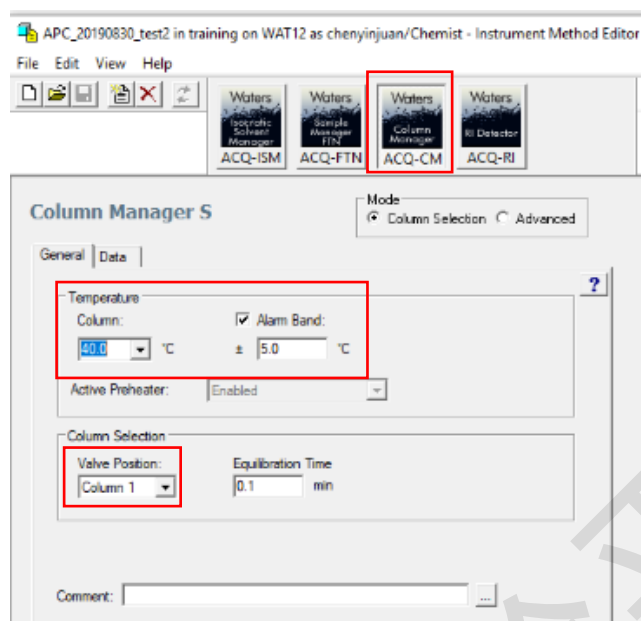 APC_20190830_test2 in training on WAT12 as chenyinjuan/Chemist - Instrument Method Editor
File Edit View Help
Waters Waters Waters Waters
Isocratic Solvent Manager Sample Manager FTN Column Manager RI Detector
ACQ-ISM ACQ-FTN ACQ-CM ACQ-RI
Column Manager S
Mode
Column Selection Advanced
General Data
?
Temperature
Column: Alarm Band:
40.0 °C ± 5.0 °C
Active Preheater: Enabled
Column Selection
Valve Position: Equilibration Time
Column 1 0.1 min
Comment: ...